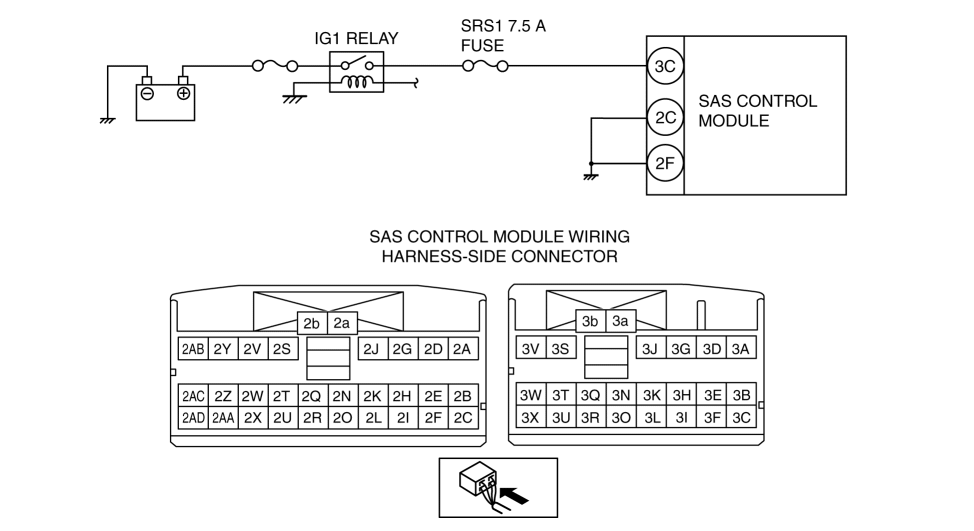 SRS1 7.5 A
FUSE
IG1 RELAY
3C
SAS CONTROL
MODULE
2C
2F
SAS CONTROL MODULE WIRING
HARNESS-SIDE CONNECTOR
2b 2a
2AB 2Y 2V 2S 2J 2G 2D 2A
2AC 2Z 2W 2T 2Q 2N 2K 2H 2E 2B
2AD 2AA 2X 2U 2R 2O 2L 2I 2F 2C
3b 3a
3V 3S 3J 3G 3D 3A
3W 3T 3Q 3N 3K 3H 3E 3B
3X 3U 3R 3O 3L 3I 3F 3C